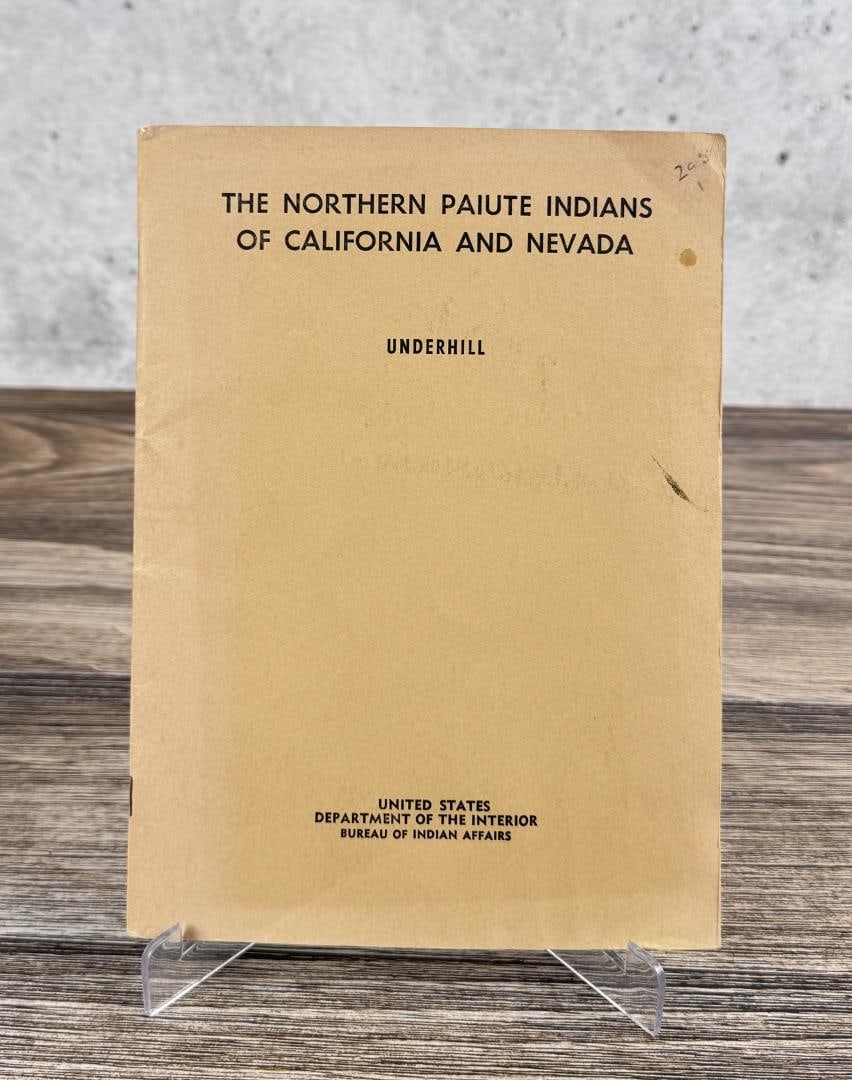 THE NORTHERN PAIUTE INDIANS
OF CALIFORNIA AND NEVADA
UNDERHILL
UNITED STATES
DEPARTMENT OF THE INTERIOR
BUREAU OF INDIAN AFFAIRS